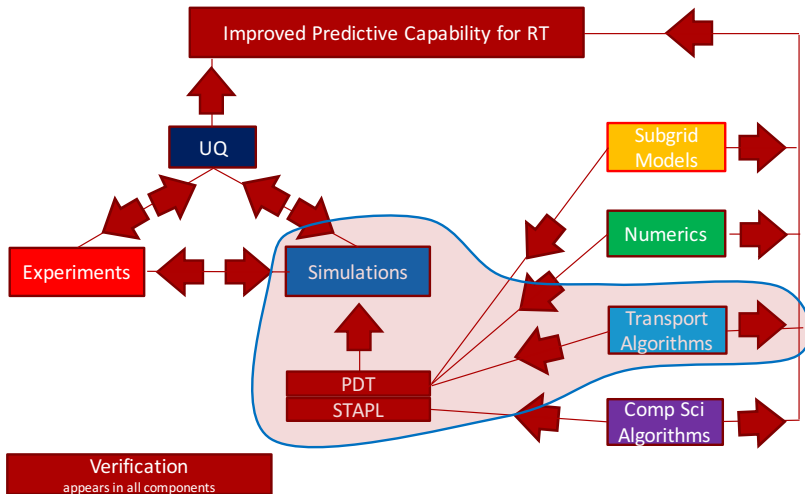 Improved Predictive Capability for RT
UQ
Subgrid
Models
Experiments
Simulations
Numerics
Transport
Algorithms
PDT
STAPL
Comp Sci
Algorithms
Verification
appears in all components